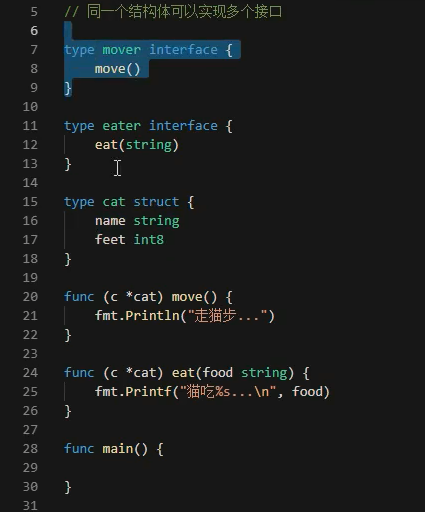 5 // 同一个结构体可以实现多个接口
6
7 type mover interface {
8     move()
9 }
10
11 type eater interface {
12     eat(string)
13 }
14
15 type cat struct {
16     name string
17     feet int8
18 }
19
20 func (c *cat) move() {
21     fmt.Println("走猫步...")
22 }
23
24 func (c *cat) eat(food string) {
25     fmt.Printf("猫吃%s...\n", food)
26 }
27
28 func main() {
29
30 }
31